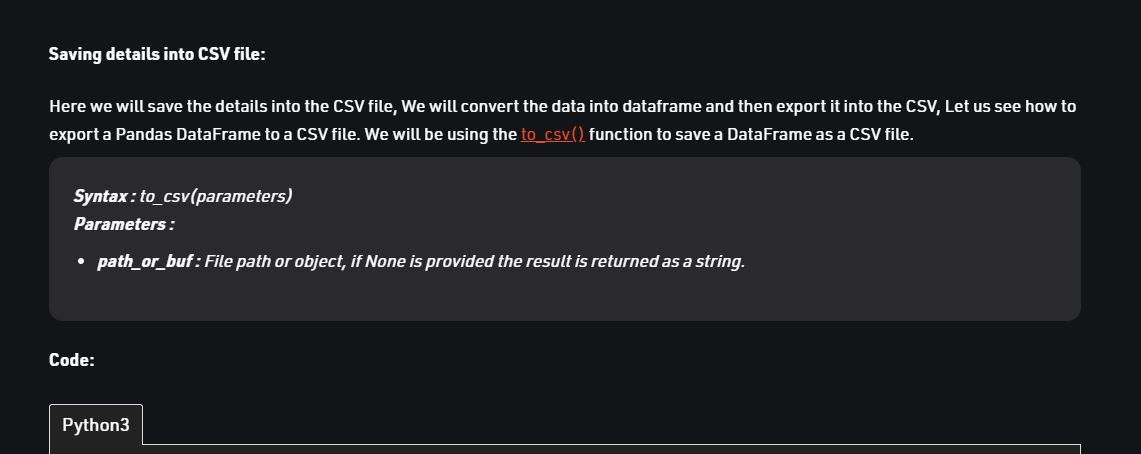 Saving details into CSV file:
Here we will save the details into the CSV file, We will convert the data into dataframe and then export it into the CSV, Let us see how to
export a Pandas DataFrame to a CSV file. We will be using the to_csv() function to save a DataFrame as a CSV file.
Syntax : to_csv(parameters)
Parameters :
• path_or_buf : File path or object, if None is provided the result is returned as a string.
Code:
Python3